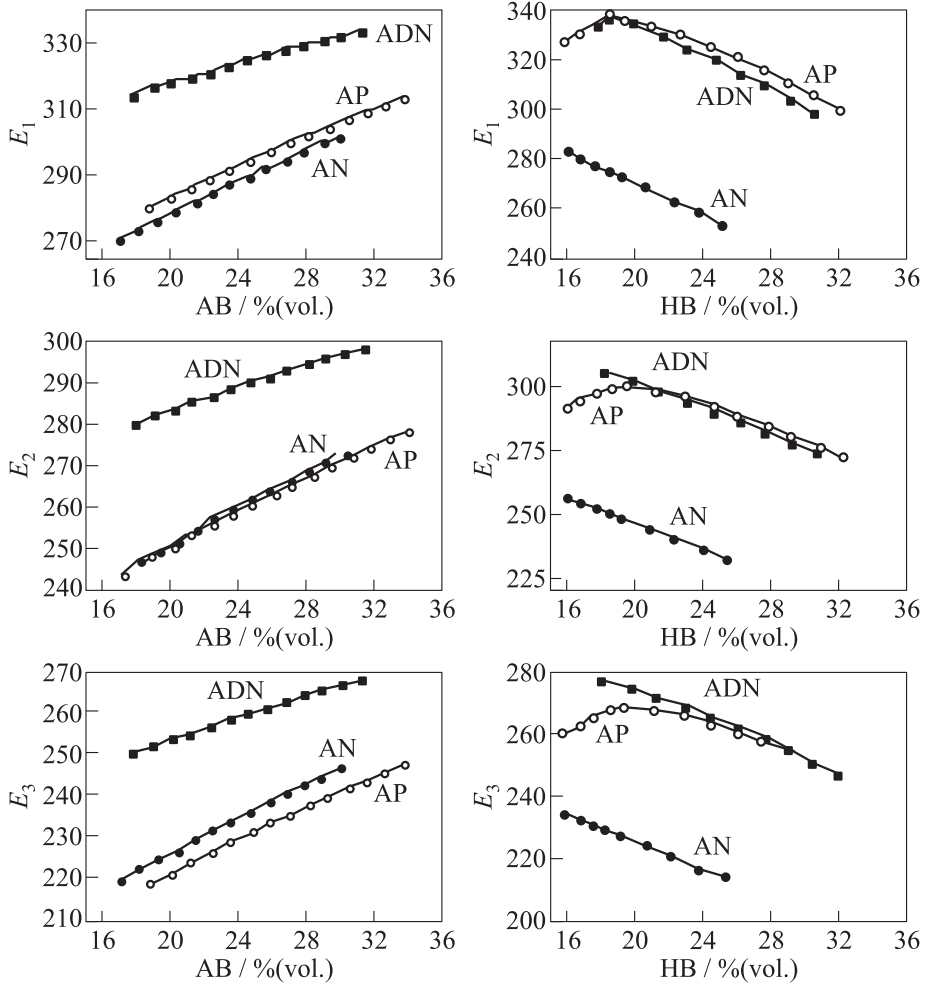 E₁
330
310
290
270
ADN
AP
AN
16 20 24 28 32 36
AB / %(vol.)
E₁
340
320
300
280
260
240
AP
ADN
AN
16 20 24 28 32 36
HB / %(vol.)
E₂
300
290
280
270
260
250
240
ADN
AN
AP
16 20 24 28 32 36
AB / %(vol.)
E₂
300
275
250
225
ADN
AP
AN
16 20 24 28 32 36
HB / %(vol.)
E₃
270
260
250
240
230
220
210
ADN
AN
AP
16 20 24 28 32 36
AB / %(vol.)
E₃
280
260
240
220
200
ADN
AP
AN
16 20 24 28 32 36
HB / %(vol.)